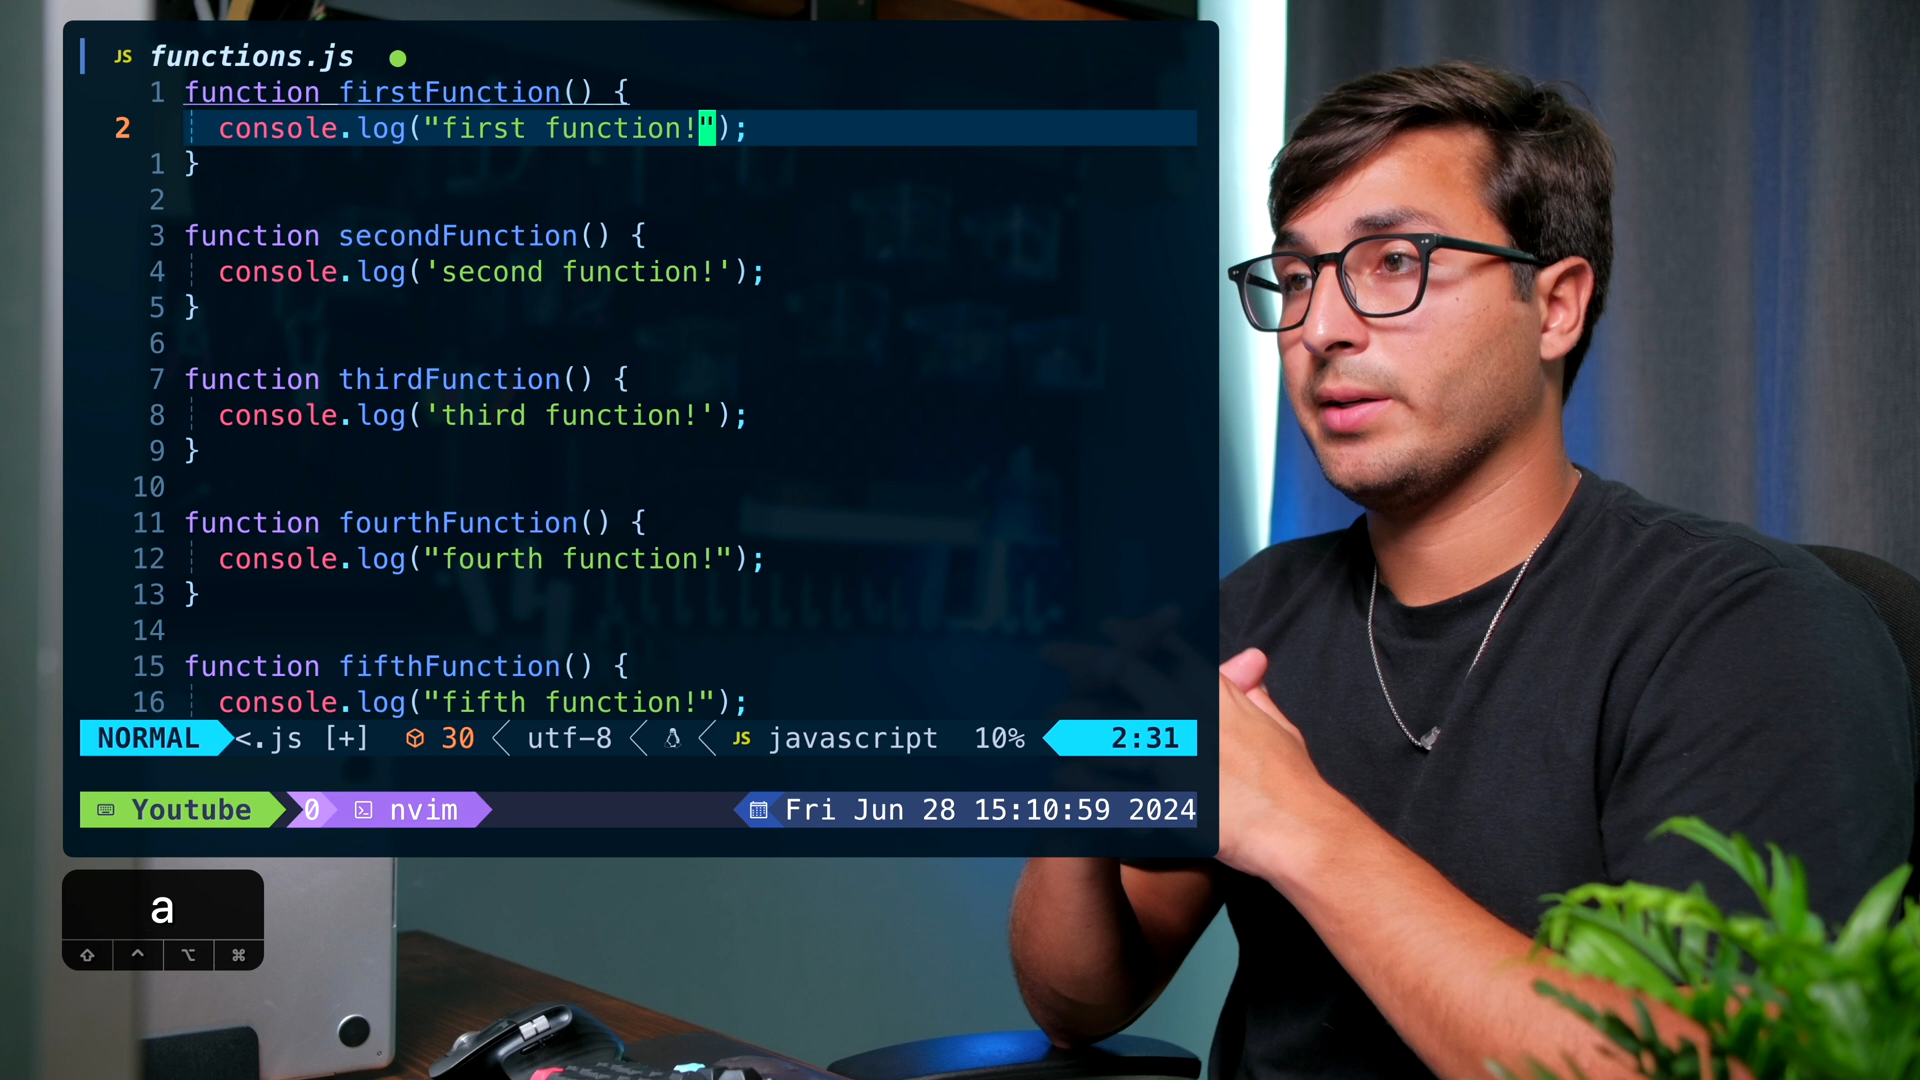 JS functions.js
1 function firstFunction() {
2 console.log("first function!");
1 }
2
3 function secondFunction() {
4 console.log('second function!');
5 }
6
7 function thirdFunction() {
8 console.log('third function!');
9 }
10
11 function fourthFunction() {
12 console.log("fourth function!");
13 }
14
15 function fifthFunction() {
16 console.log("fifth function!");
NORMAL <.js [+] 30 utf-8 JS javascript 10% 2:31
Youtube 0 nvim Fri Jun 28 15:10:59 2024
a
⇧ ^ ⌥ ⌘